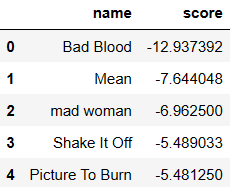 name score
0 Bad Blood -12.937392
1 Mean -7.644048
2 mad woman -6.962500
3 Shake It Off -5.489033
4 Picture To Burn -5.481250